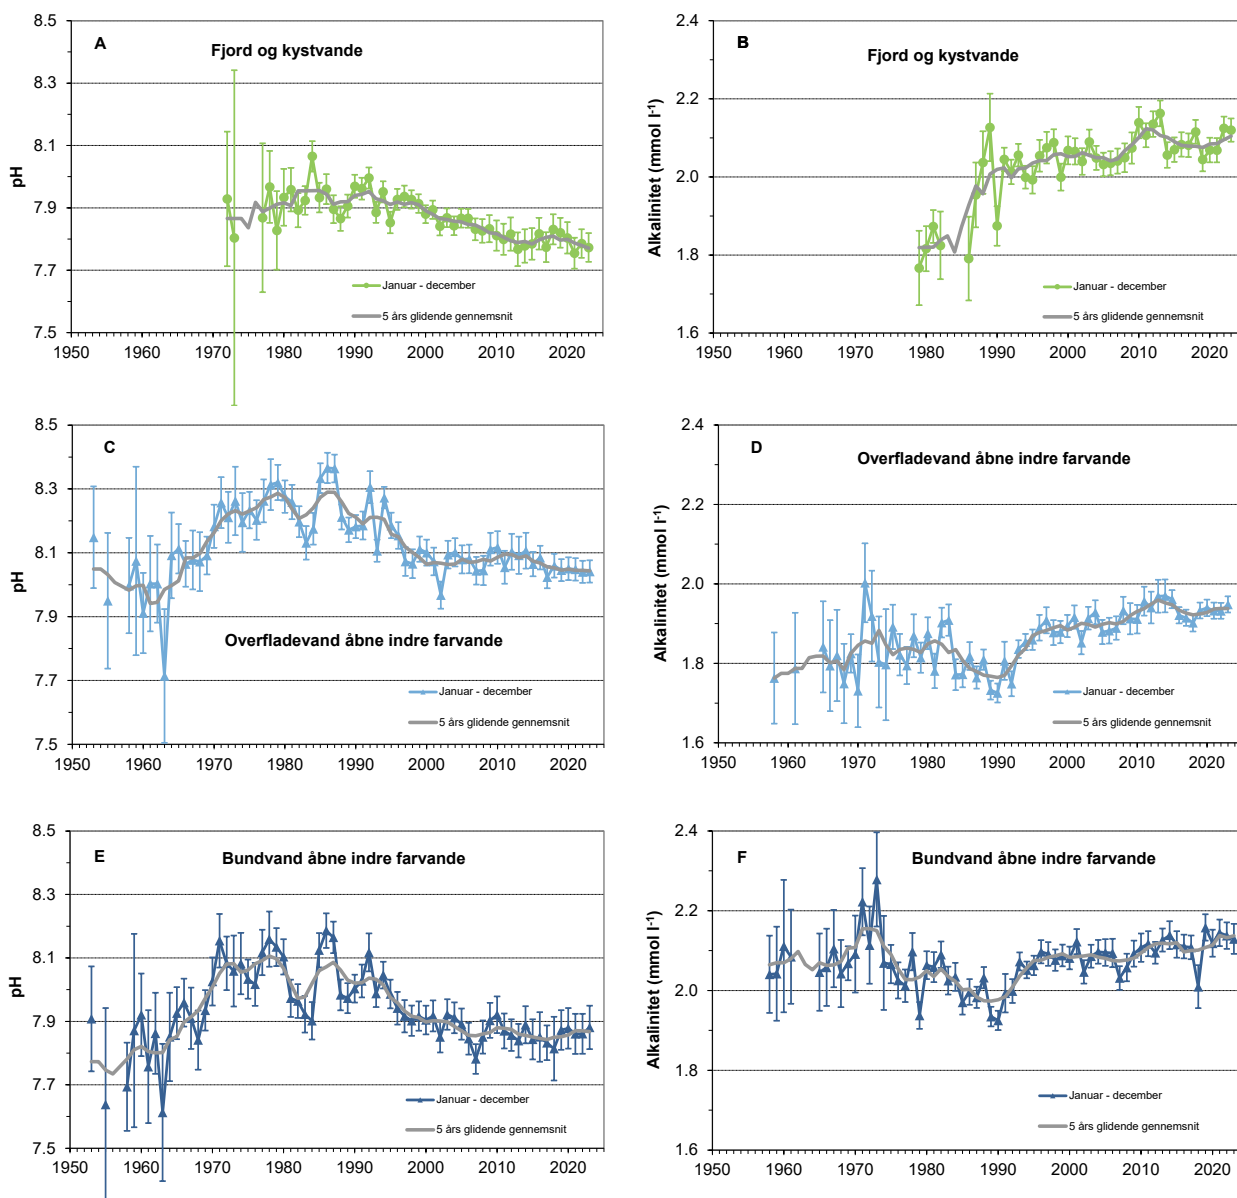 A
Fjord og kystvande
pH
8.5
8.3
8.1
7.9
7.7
7.5
1950 1960 1970 1980 1990 2000 2010 2020
Januar - december
5 års glidende gennemsnit
B
Fjord og kystvande
Alkalinitet (mmol l-1)
2.4
2.2
2.0
1.8
1.6
1950 1960 1970 1980 1990 2000 2010 2020
Januar - december
5 års glidende gennemsnit
C
Overfladevand åbne indre farvande
pH
8.5
8.3
8.1
7.9
7.7
7.5
1950 1960 1970 1980 1990 2000 2010 2020
Januar - december
5 års glidende gennemsnit
D
Overfladevand åbne indre farvande
Alkalinitet (mmol l-1)
2.4
2.2
2.0
1.8
1.6
1950 1960 1970 1980 1990 2000 2010 2020
Januar - december
5 års glidende gennemsnit
E
Bundvand åbne indre farvande
pH
8.5
8.3
8.1
7.9
7.7
7.5
1950 1960 1970 1980 1990 2000 2010 2020
Januar - december
5 års glidende gennemsnit
F
Bundvand åbne indre farvande
Alkalinitet (mmol l-1)
2.4
2.2
2.0
1.8
1.6
1950 1960 1970 1980 1990 2000 2010 2020
Januar - december
5 års glidende gennemsnit